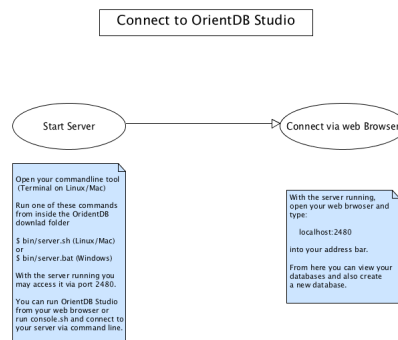 Connect to OrientDB Studio
Start Server
Connect via web Browser
Open your commandline tool
(Terminal on Linux/Mac)
Run one of these commands
from inside the OridentDB
downlad folder
$ bin/server.sh (Linux/Mac)
or
$ bin/server.bat (Windows)
With the server running you
may access it via port 2480.
You can run OrientDB Studio
from your web browser or
run console.sh and connect to
your server via command line.
With the server running,
open your web brwoser and
type:
localhost:2480
into your address bar.
From here you can view your
databases and also create
a new database.